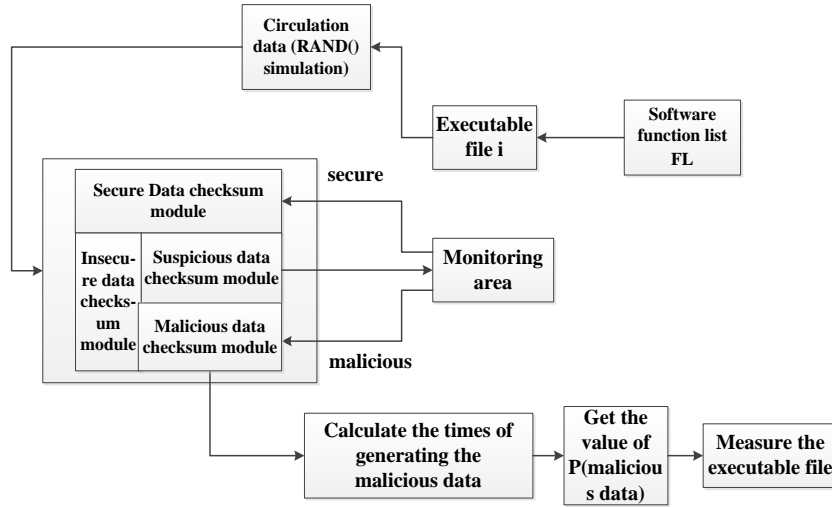 Circulation
data (RAND()
simulation)
Executable
file i
Software
function list
FL
secure
Secure Data checksum
module
Insecu-
re data
checks-
um
module
Suspicious data
checksum module
Malicious data
checksum module
Monitoring
area
malicious
Calculate the times of
generating the
malicious data
Get the
value of
P(maliciou
s data)
Measure the
executable file